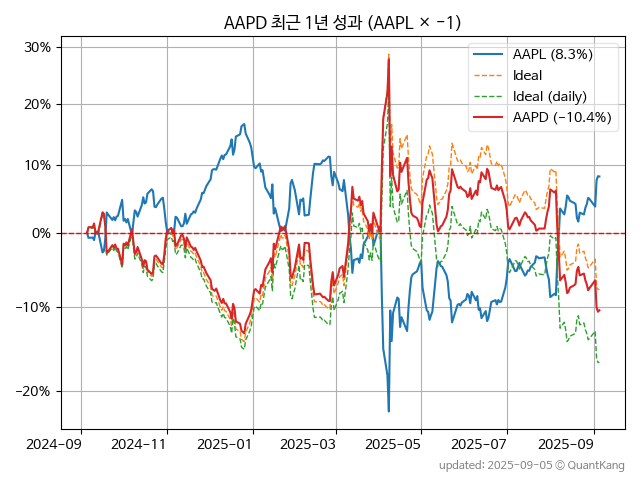 AAPD 최근 1년 성과 (AAPL × −1)
30%
20%
10%
0%
−10%
−20%
AAPL (8.3%)
Ideal
Ideal (daily)
AAPD (−10.4%)
2024−09
2024−11
2025−01
2025−03
2025−05
2025−07
2025−09
updated: 2025-09-05 © QuantKang